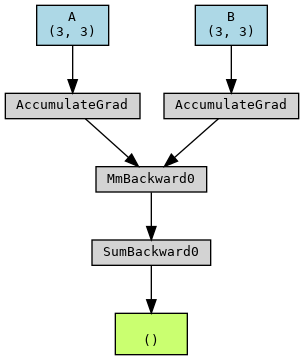 A
(3, 3)
B
(3, 3)
AccumulateGrad
AccumulateGrad
MmBackward0
SumBackward0
()